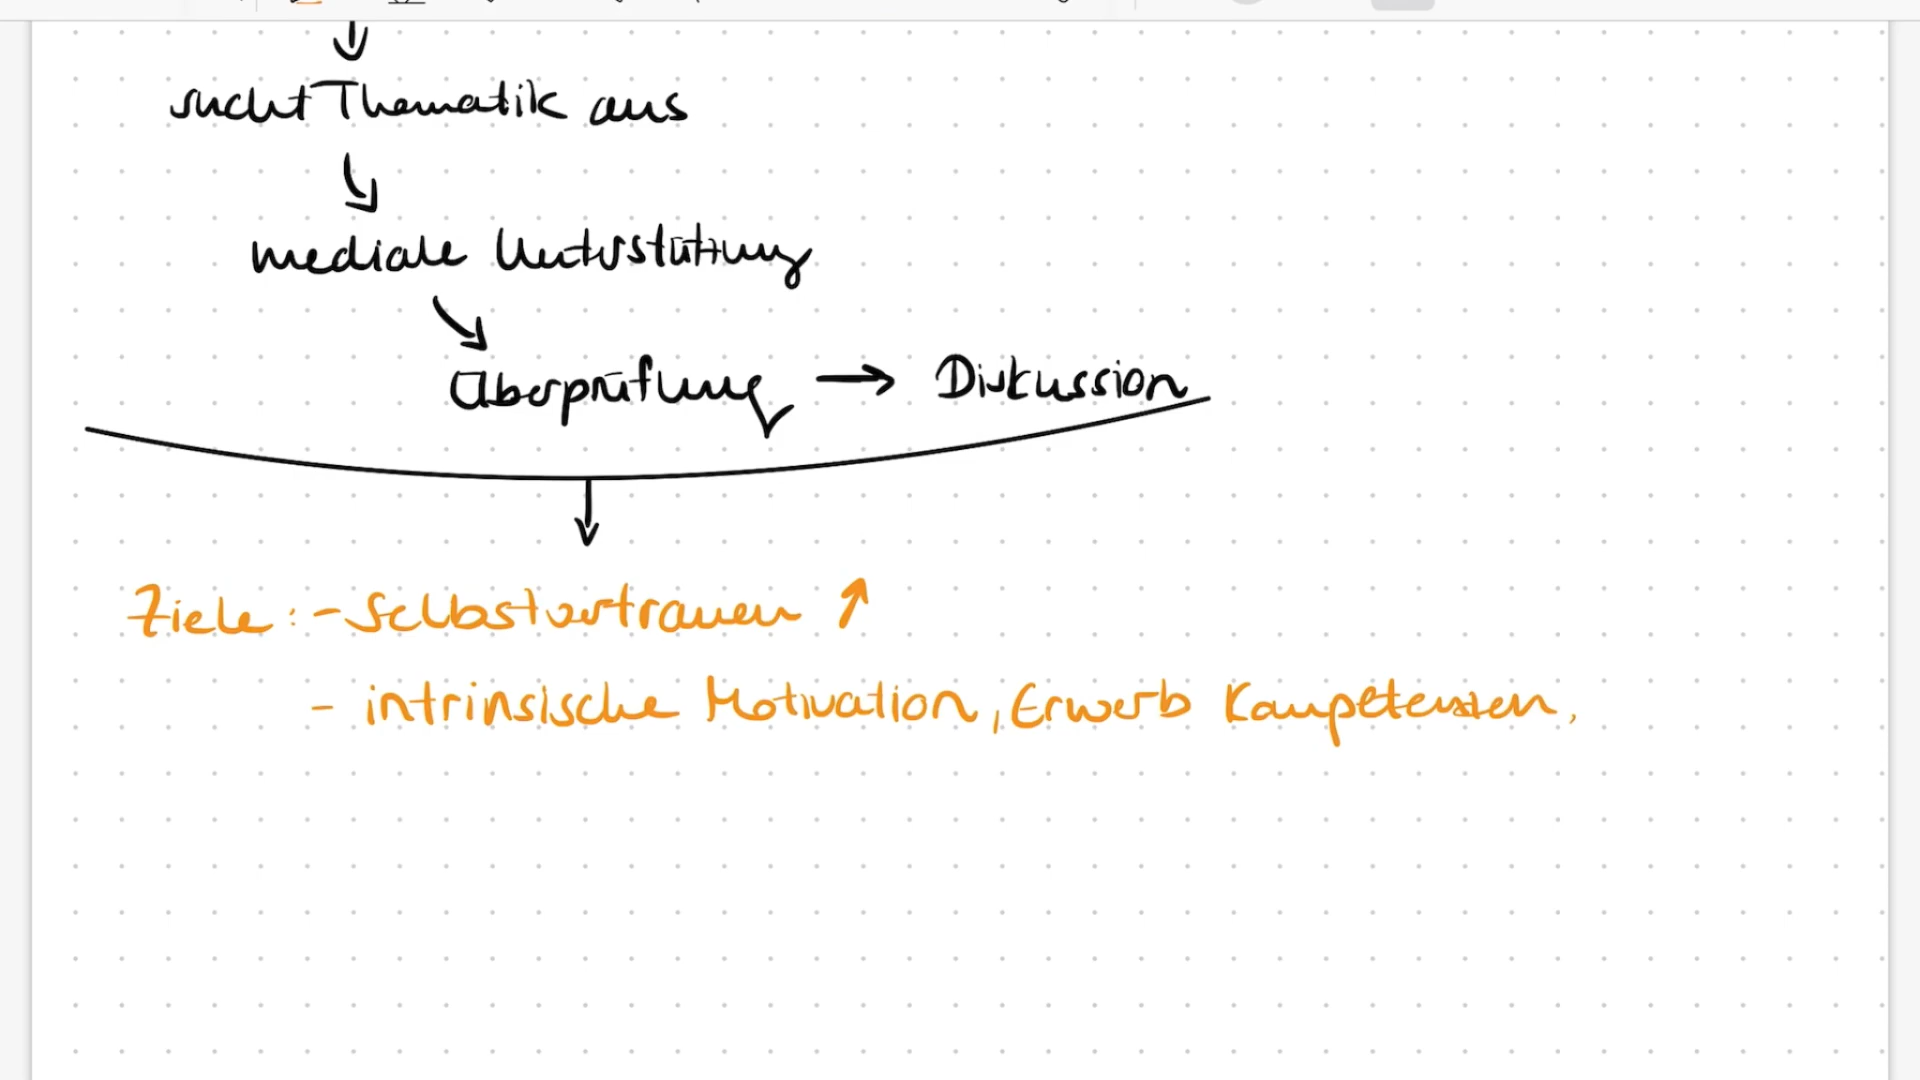 ↓
sucht Thematik aus
↓
mediale Unterstützung
↓
Überprüfung → Diskussion
↓
Ziele: - Selbstvertrauen ↑
- intrinsische Motivation, Erwerb Kompetenzen,